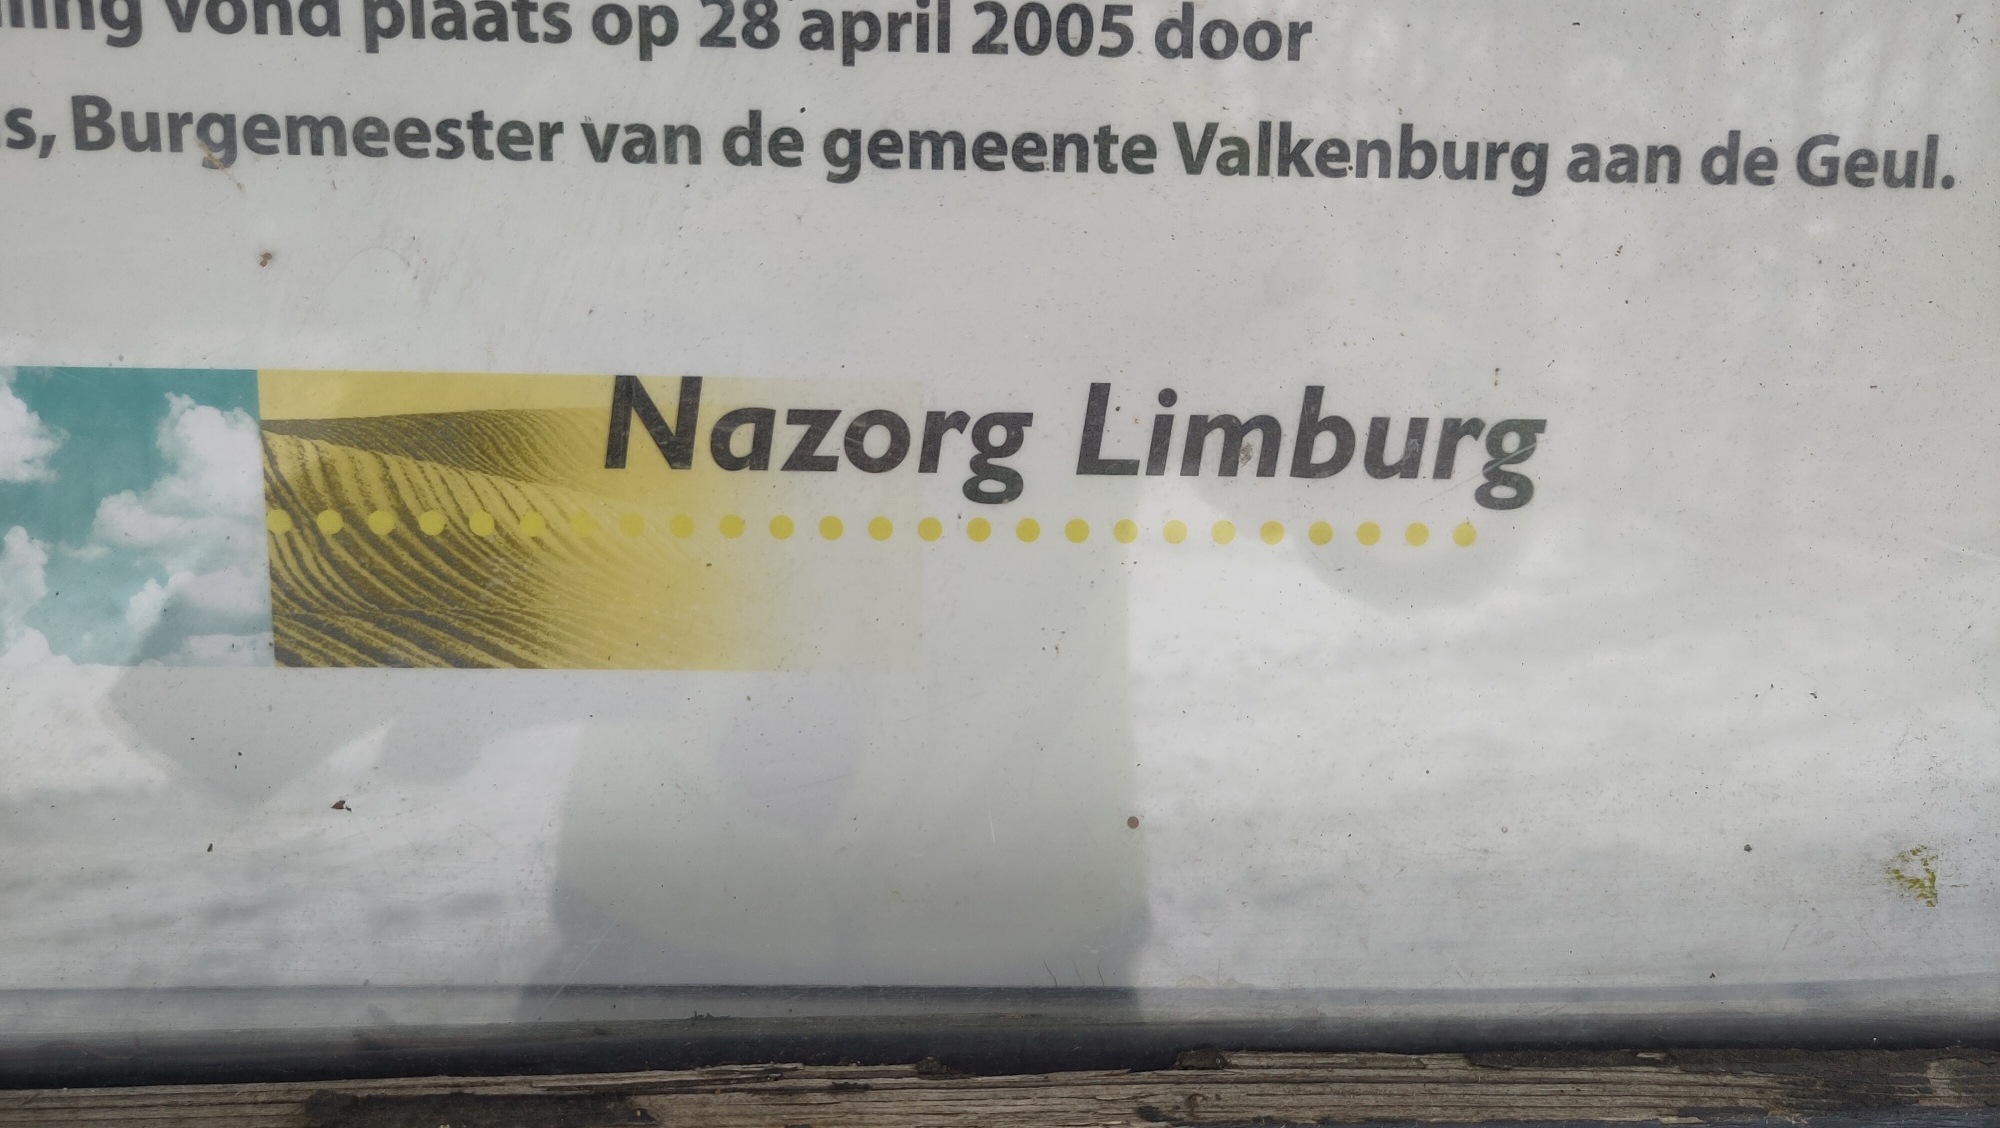 vond plaats op 28 april 2005 door
Burgemeester van de gemeente Valkenburg aan de Geul.
Nazorg Limburg